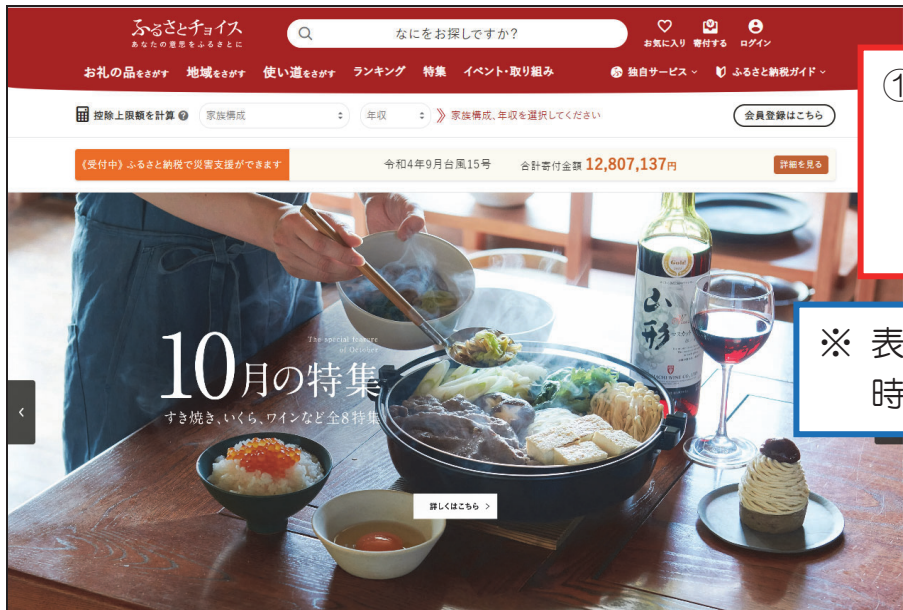 ふるさとチョイス
あなたの意思をふるさとに
なにをお探しですか?
お気に入り 寄付する ログイン
お礼の品をさがす 地域をさがす 使い道をさがす ランキング 特集 イベント・取り組み 独自サービス ふるさと納税ガイド
控除上限額を計算 家族構成 年収 》 家族構成、年収を選択してください 会員登録はこちら
《受付中》ふるさと納税で災害支援ができます 令和4年9月台風15号 合計寄付金額 12,807,137円 詳細を見る
①
※ 表
時
山形
The special feature
of October
10月の特集
すき焼き、いくら、ワインなど全8特集
詳しくはこちら >